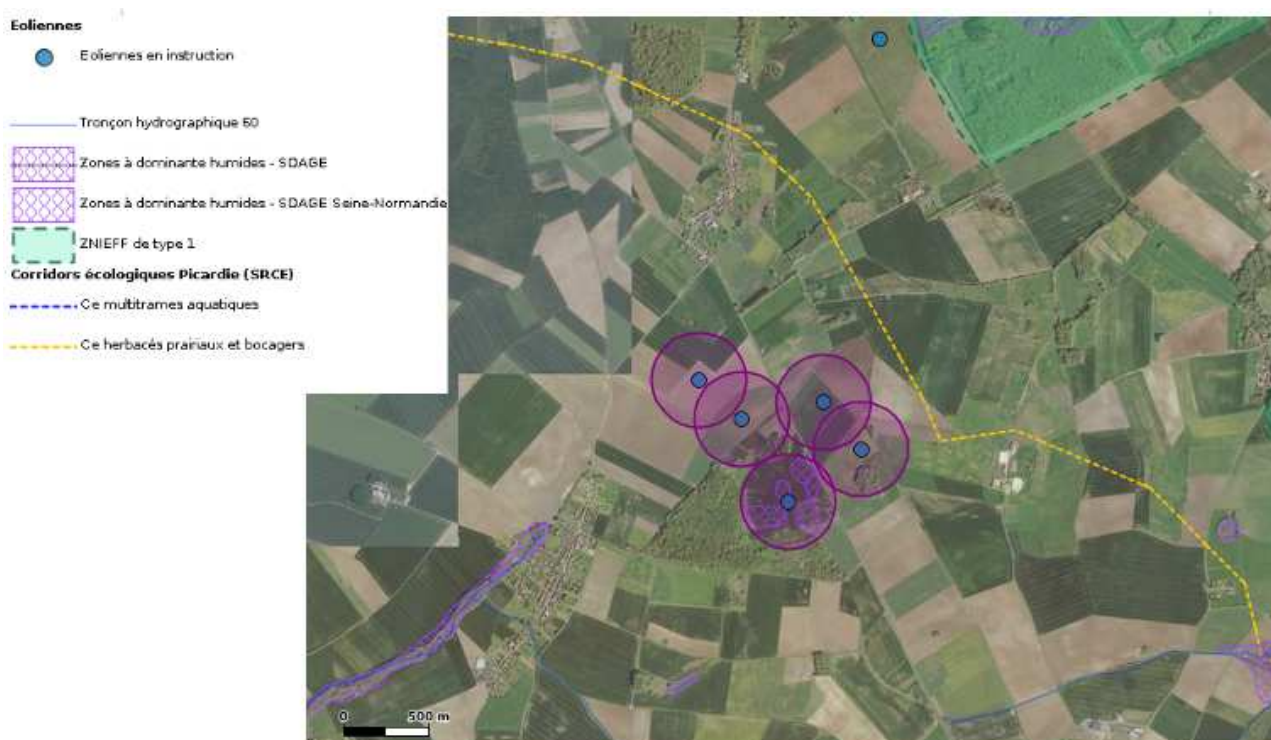 Eoliennes
Eoliennes en instruction
Tronçon hydrographique 60
Zones à dominante humides - SDAGE
Zones à dominante humides - SDAGE Seine-Normandie
ZNIEFF de type 1
Corridors écologiques Picardie (SRCE)
Ce multitrames aquatiques
Ce herbacés prairiaux et bocagers
0 500 m